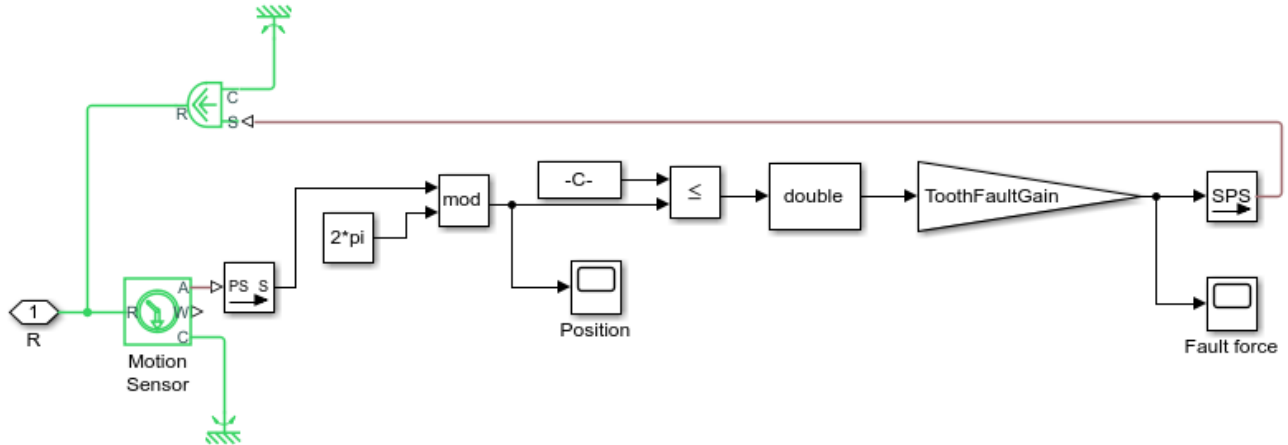 C
R
S
-C-
mod
≤
double
ToothFaultGain
SPS
2*pi
A
PS S
1
R
W
R
C
Position
Motion
Sensor
Fault force